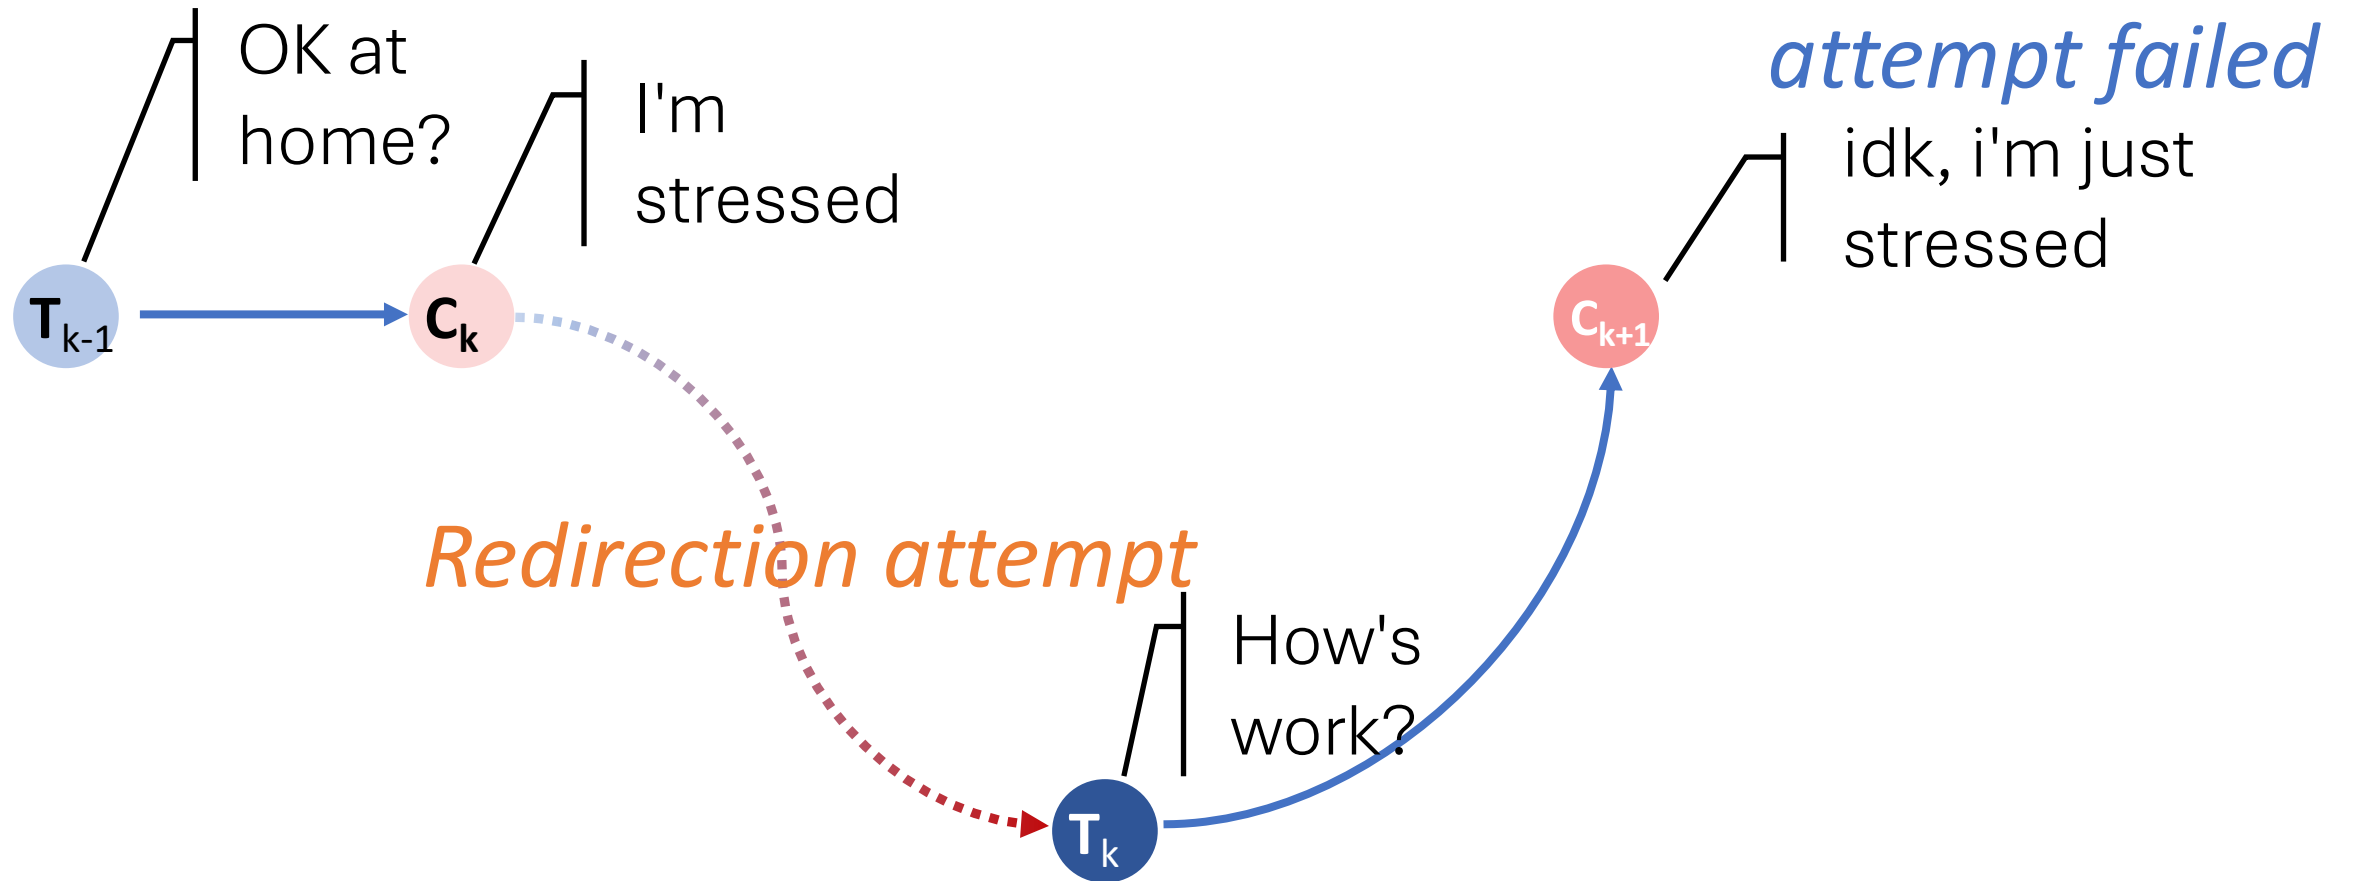 OK at
home?
I'm
stressed
attempt failed
idk, i'm just
stressed
Tk-1
Ck
Ck+1
Redirection attempt
How's
work?
Tk